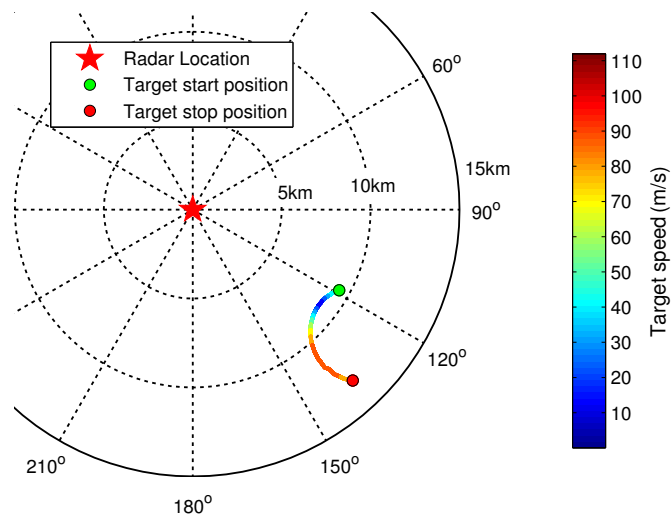 Radar Location
Target start position
Target stop position
60°
15km
10km
5km
90°
120°
150°
180°
210°
110
100
90
80
70
60
50
40
30
20
10
Target speed (m/s)